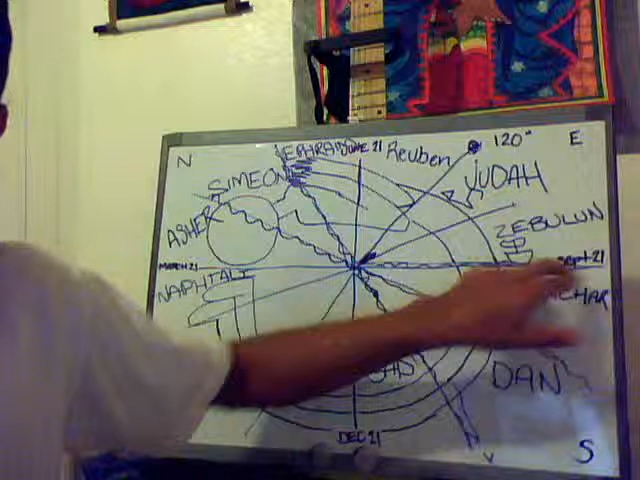 N
EPHRAIM
JUNE 21
Reuben
120°
E
SIMEON
JUDAH
ASHER
ZEBULUN
MARCH 21
Sept 21
NAPHTALI
DAN
DEC 21
V
S